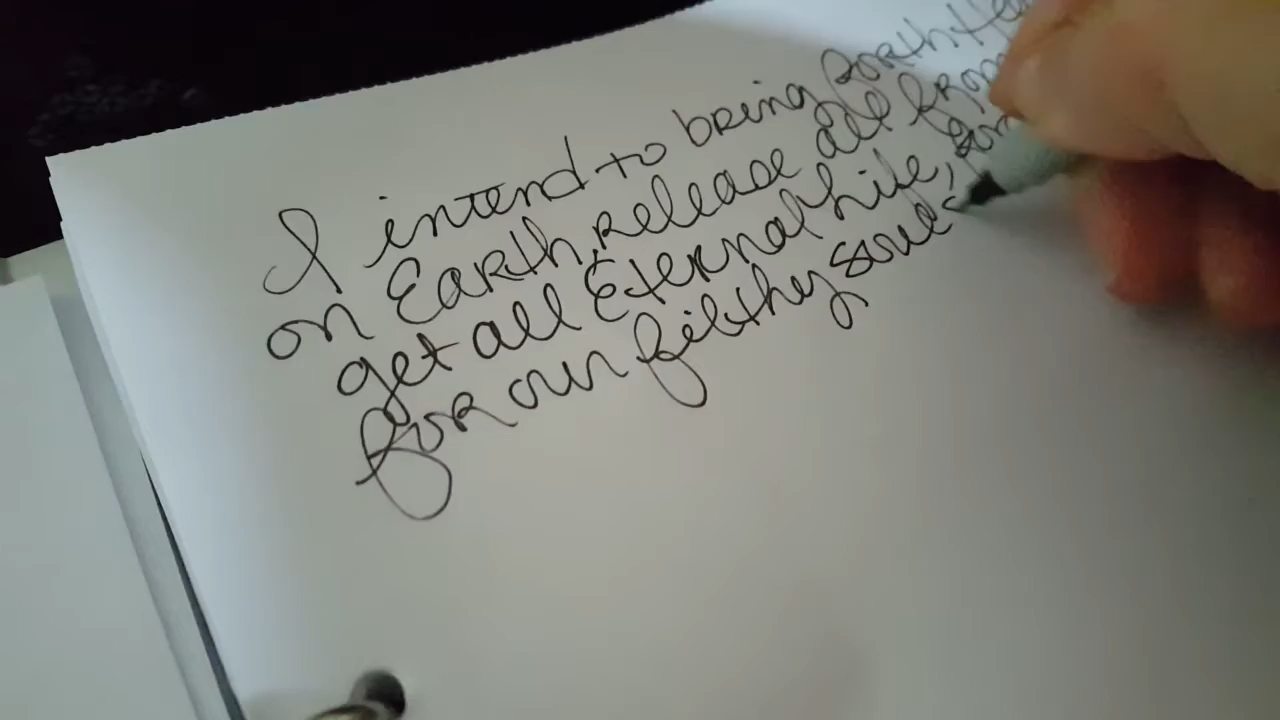 I intend to bring forth
on Earth, release all from
get all Eternal Life,
for our filthy souls